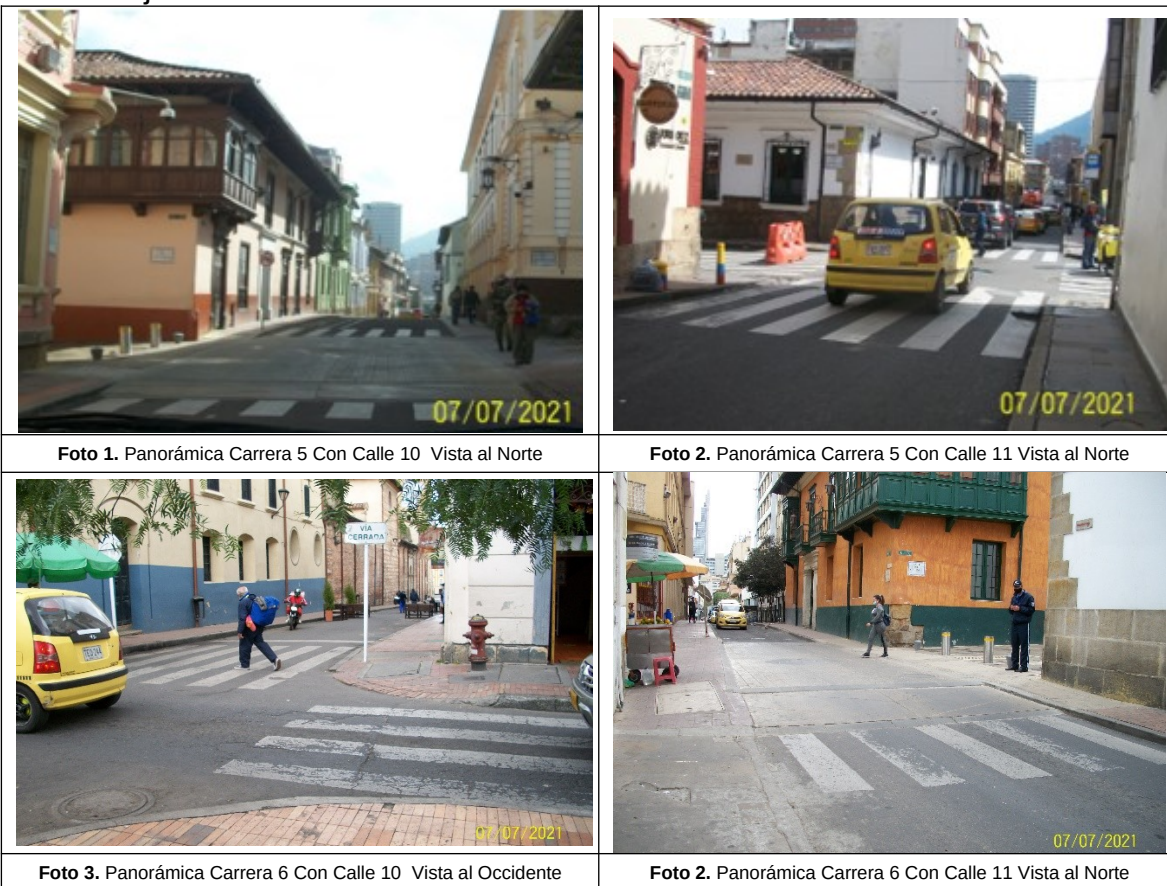 07/07/2021
07/07/2021
Foto 1. Panorámica Carrera 5 Con Calle 10 Vista al Norte
Foto 2. Panorámica Carrera 5 Con Calle 11 Vista al Norte
VÍA
CERRADA
07/07/2021
07/07/2021
Foto 3. Panorámica Carrera 6 Con Calle 10 Vista al Occidente
Foto 2. Panorámica Carrera 6 Con Calle 11 Vista al Norte